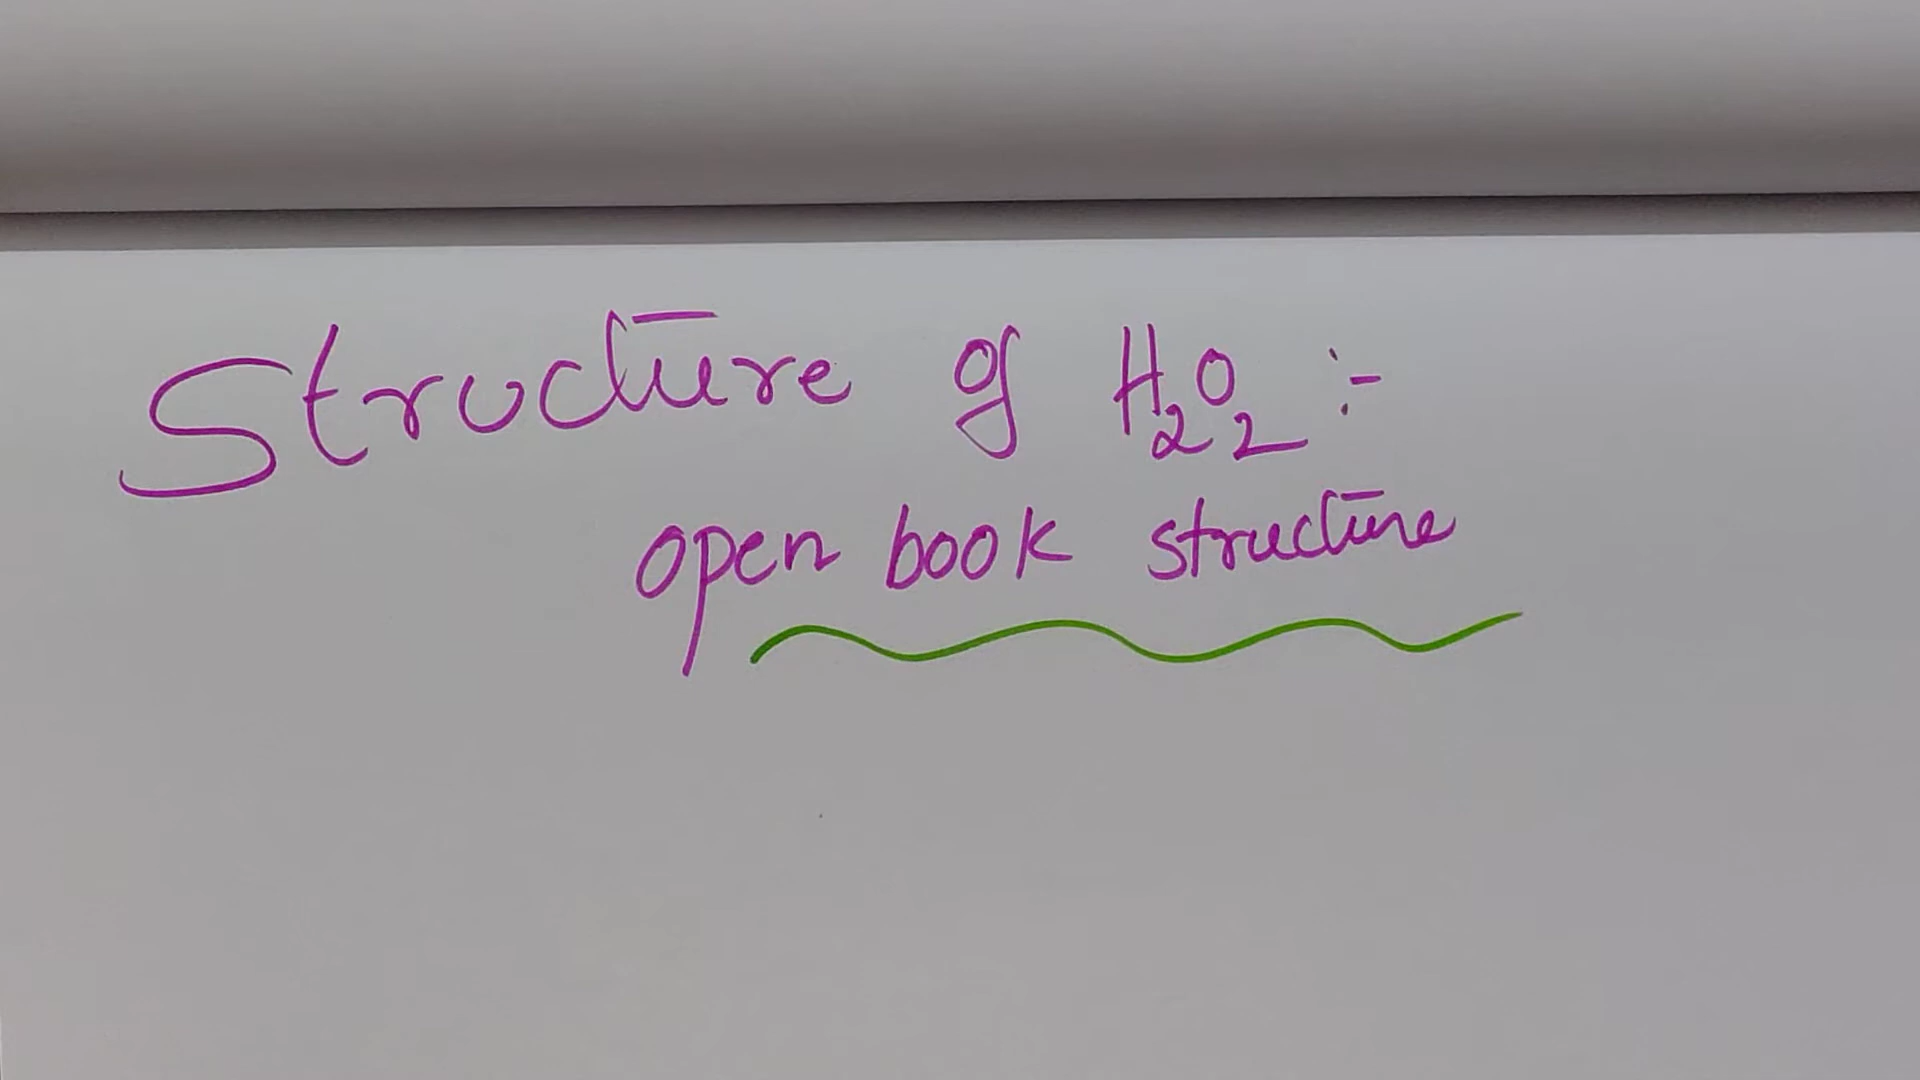 Structure of H₂O₂ :-
open book structure